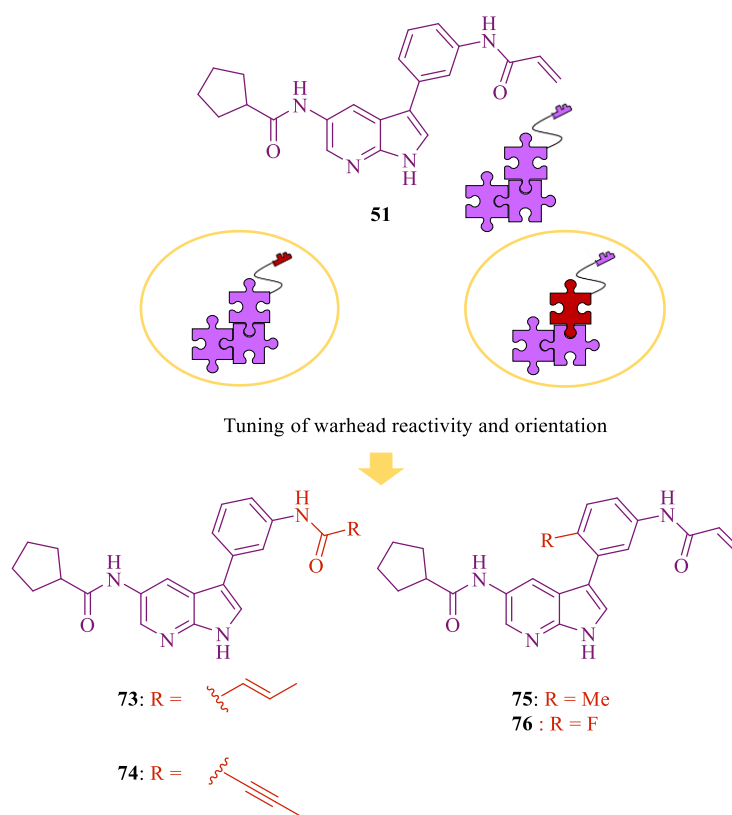 H
N
O
H
N
O
N
N
H
51
Tuning of warhead reactivity and orientation
H
N
R
O
H
N
O
N
N
H
H
N
O
R
H
N
O
N
N
H
73: R =
74: R =
75: R = Me
76 : R = F